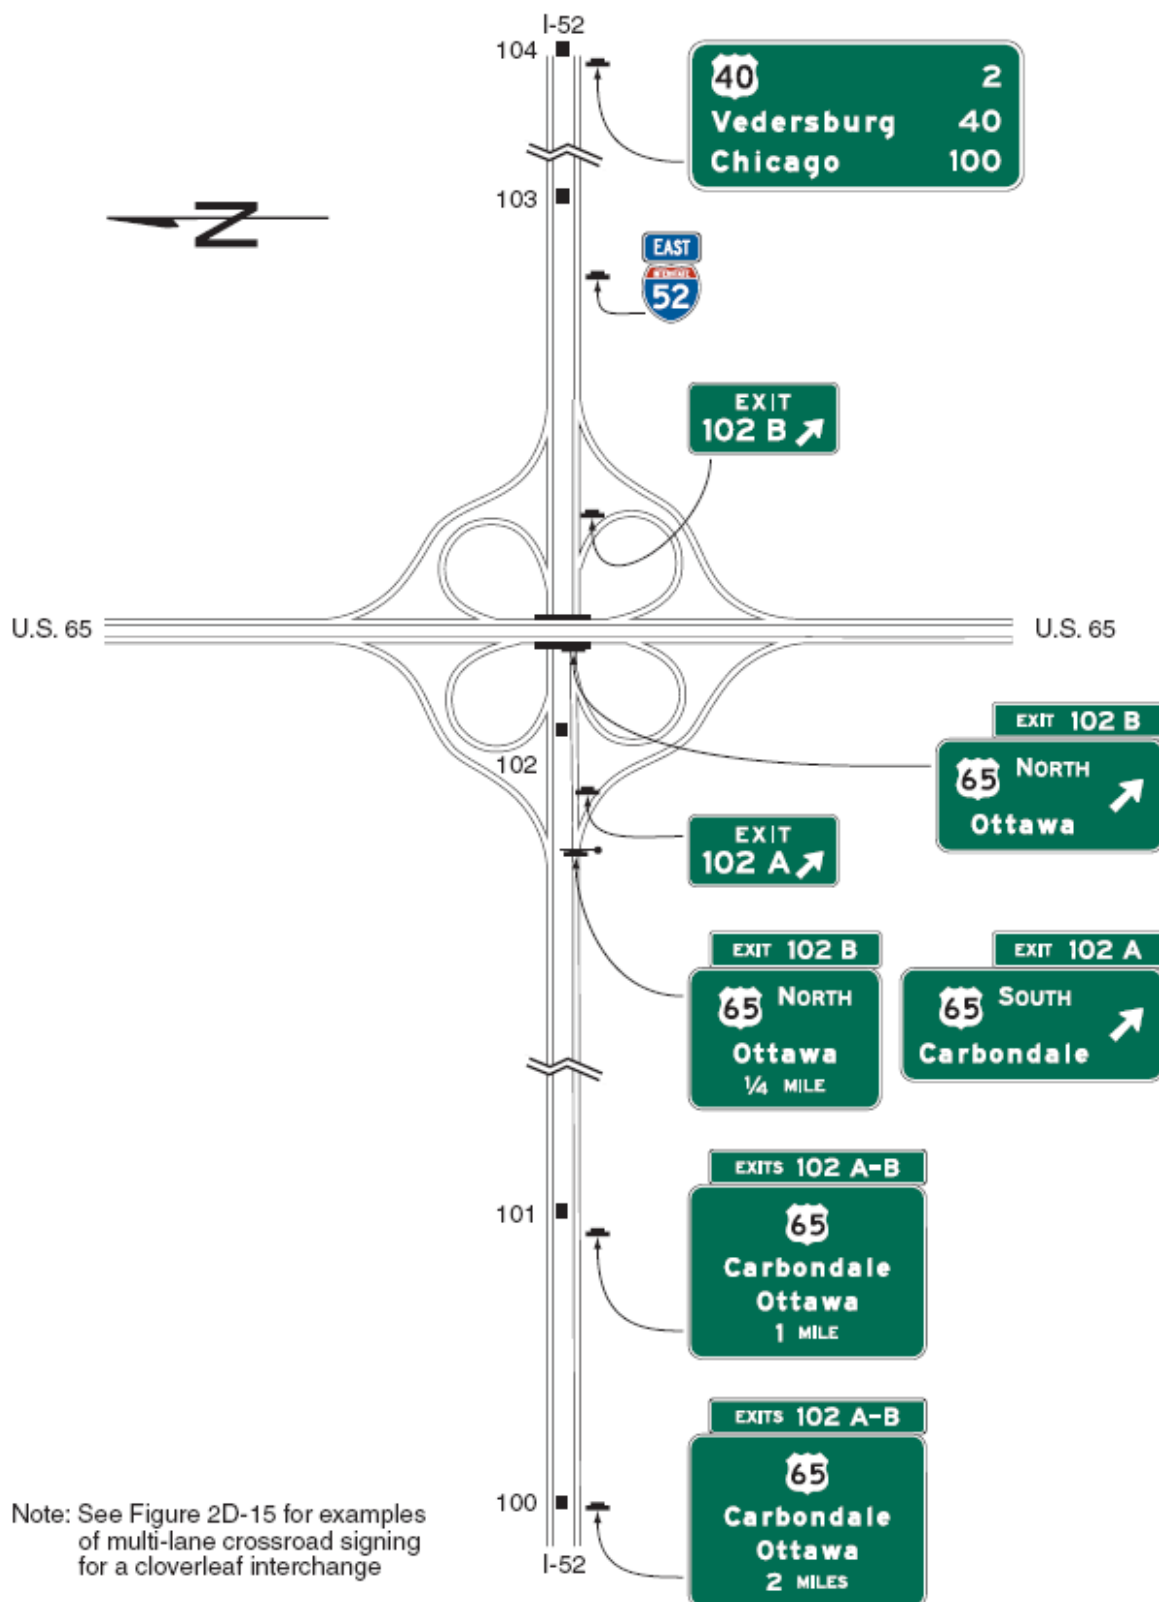 I-52
104
40 2
Vedersburg 40
Chicago 100
103
N
EAST
INTERSTATE
52
EXIT
102 B
U.S. 65
U.S. 65
102
EXIT 102 B
65 NORTH
Ottawa
EXIT
102 A
EXIT 102 B
65 NORTH
Ottawa
1/4 MILE
EXIT 102 A
65 SOUTH
Carbondale
101
EXITS 102 A-B
65
Carbondale
Ottawa
1 MILE
100
EXITS 102 A-B
65
Carbondale
Ottawa
2 MILES
I-52
Note: See Figure 2D-15 for examples
of multi-lane crossroad signing
for a cloverleaf interchange